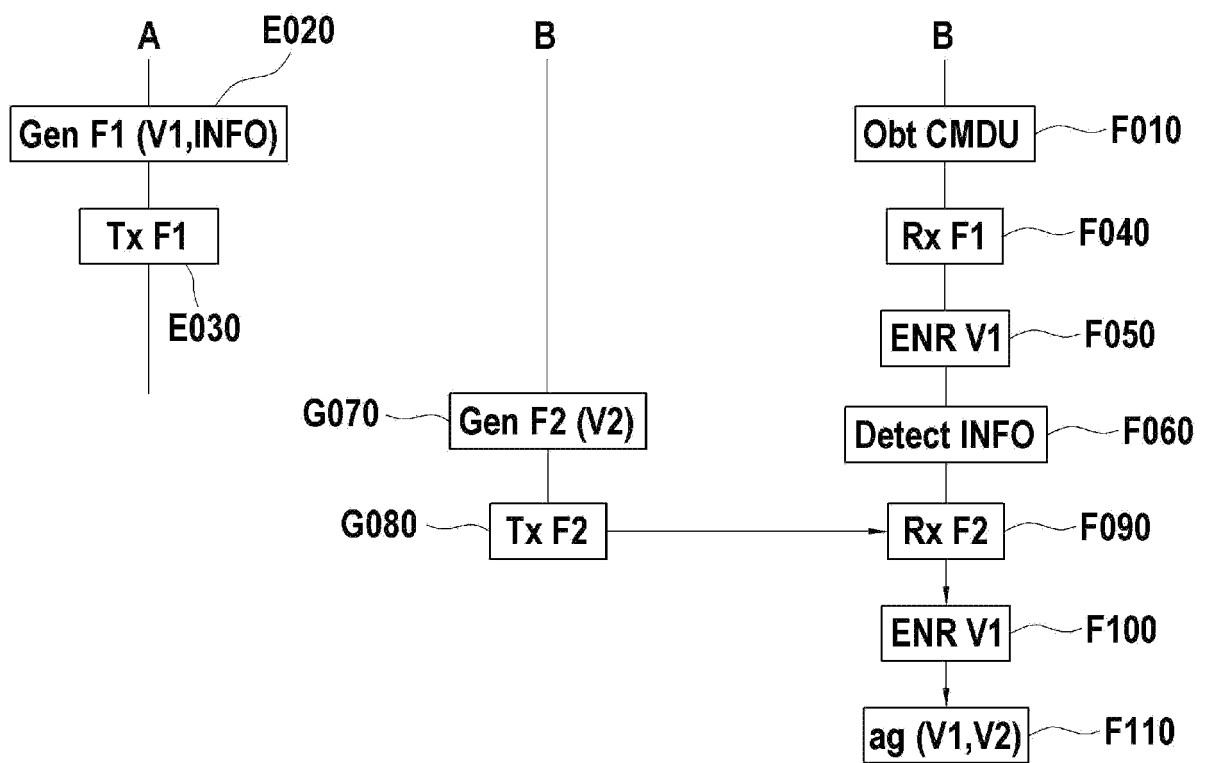 A
E020
B
B
Gen F1 (V1,INFO)
Obt CMDU
F010
Tx F1
Rx F1
F040
E030
ENR V1
F050
G070
Gen F2 (V2)
Detect INFO
F060
G080
Tx F2
Rx F2
F090
ENR V1
F100
ag (V1,V2)
F110